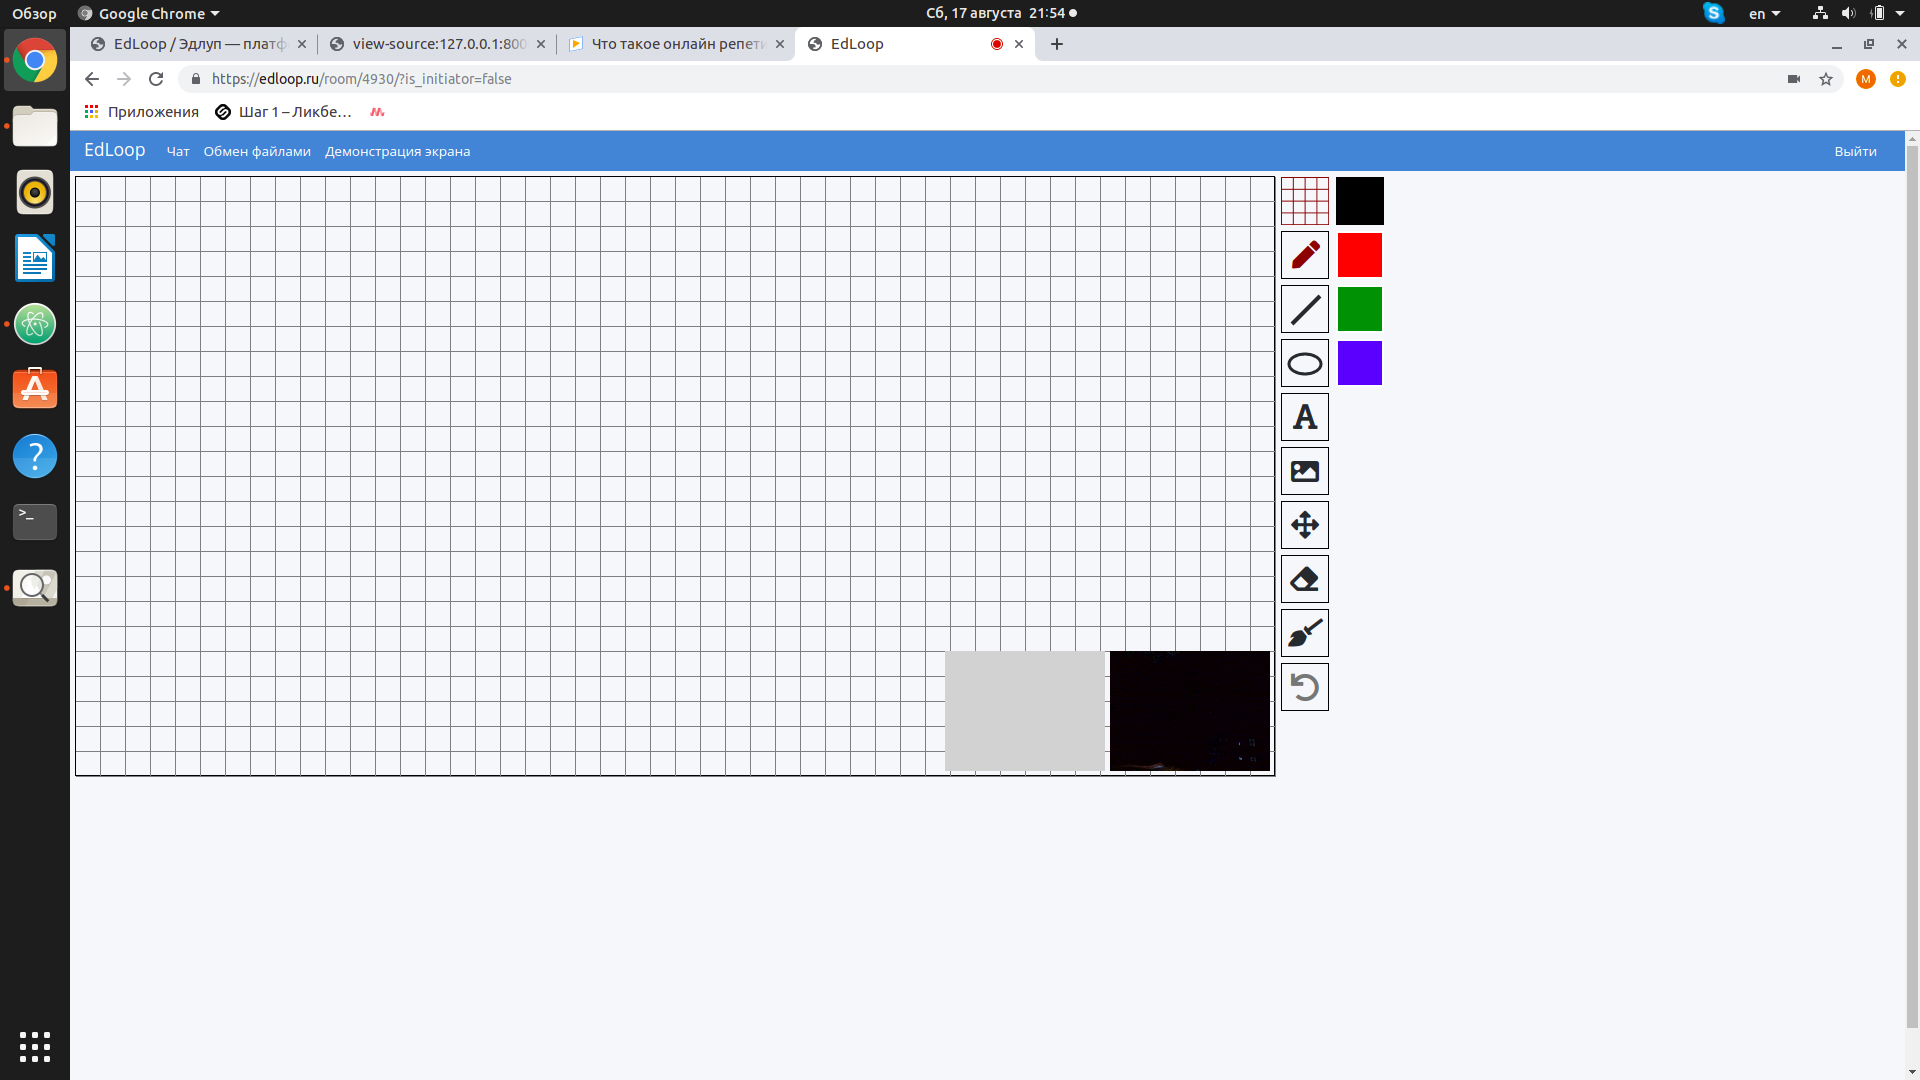 Обзор Google Chrome Сб, 17 августа 21:54 en
EdLoop / Эдлуп — платф view-source:127.0.0.1:800 Что такое онлайн репети EdLoop
https://edloop.ru/room/4930/?is_initiator=false M
Приложения Шаг 1 – Ликбе...
EdLoop Чат Обмен файлами Демонстрация экрана Выйти
A
?
>_